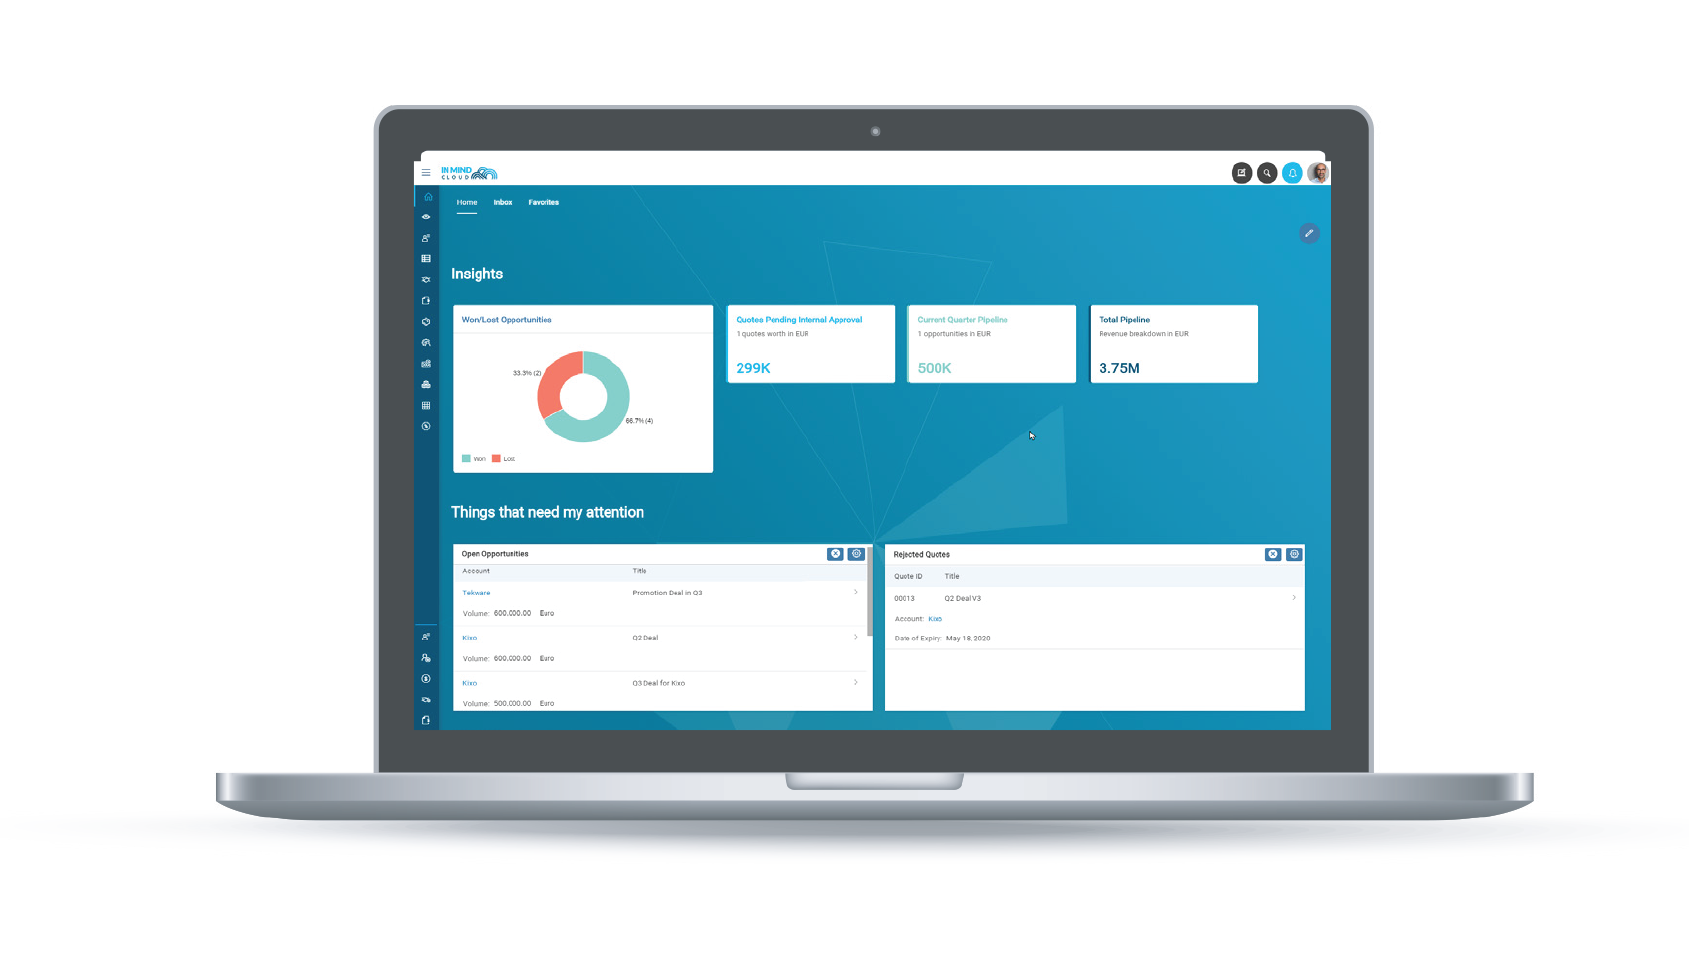 IN MIND
CLOUD
Home Inbox Favorites
Insights
Won/Lost Opportunities
33.3% (2)
66.7% (4)
Won Lost
Quotes Pending Internal Approval
1 quotes worth in EUR
299K
Current Quarter Pipeline
1 opportunities in EUR
500K
Total Pipeline
Revenue breakdown in EUR
3.75M
Things that need my attention
Open Opportunities
Account Title
Tekware Promotion Deal in Q3
Volume: 600,000.00 Euro
Kixo Q2 Deal
Volume: 600,000.00 Euro
Kixo Q3 Deal for Kixo
Volume: 500,000.00 Euro
Rejected Quotes
Quote ID Title
00013 Q2 Deal V3
Account: Kixo
Date of Expiry: May 18, 2020